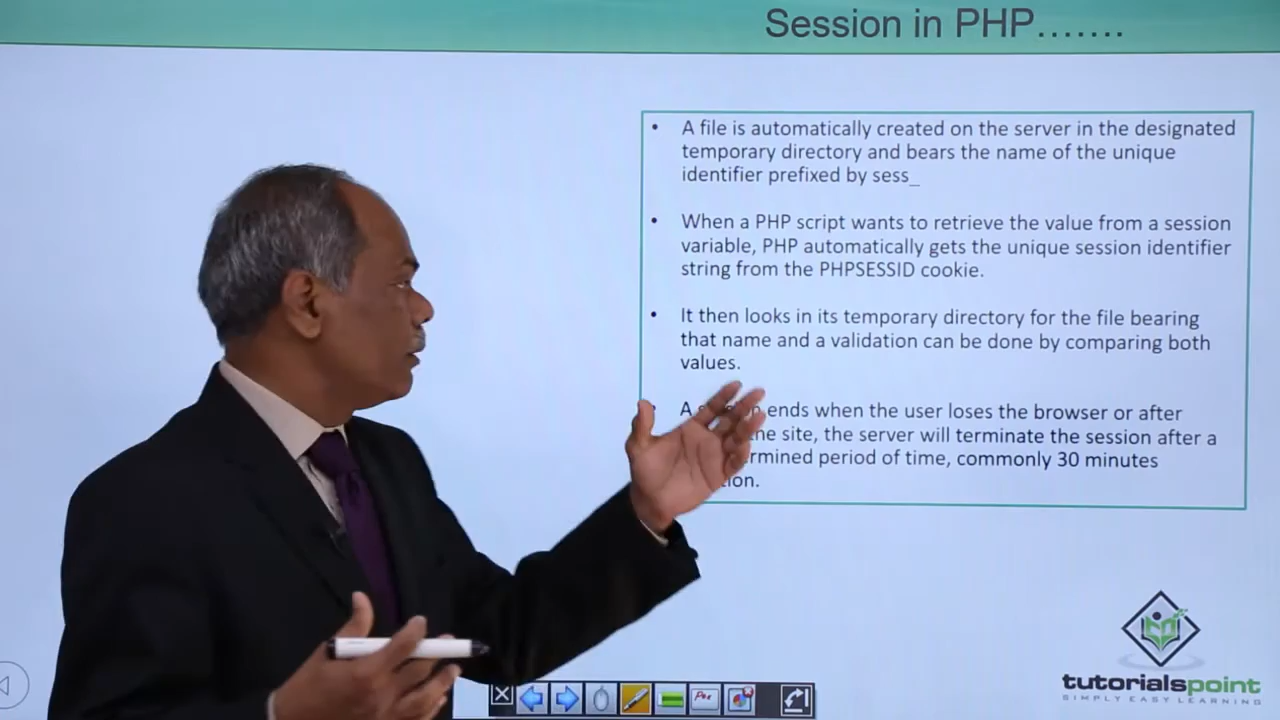 Session in PHP.......
• A file is automatically created on the server in the designated
temporary directory and bears the name of the unique
identifier prefixed by sess_
• When a PHP script wants to retrieve the value from a session
variable, PHP automatically gets the unique session identifier
string from the PHPSESSID cookie.
• It then looks in its temporary directory for the file bearing
that name and a validation can be done by comparing both
values.
A ends when the user loses the browser or after
the site, the server will terminate the session after a
period of time, commonly 30 minutes
Pen
tutorialspoint
SIMPLY EASY LEARNING